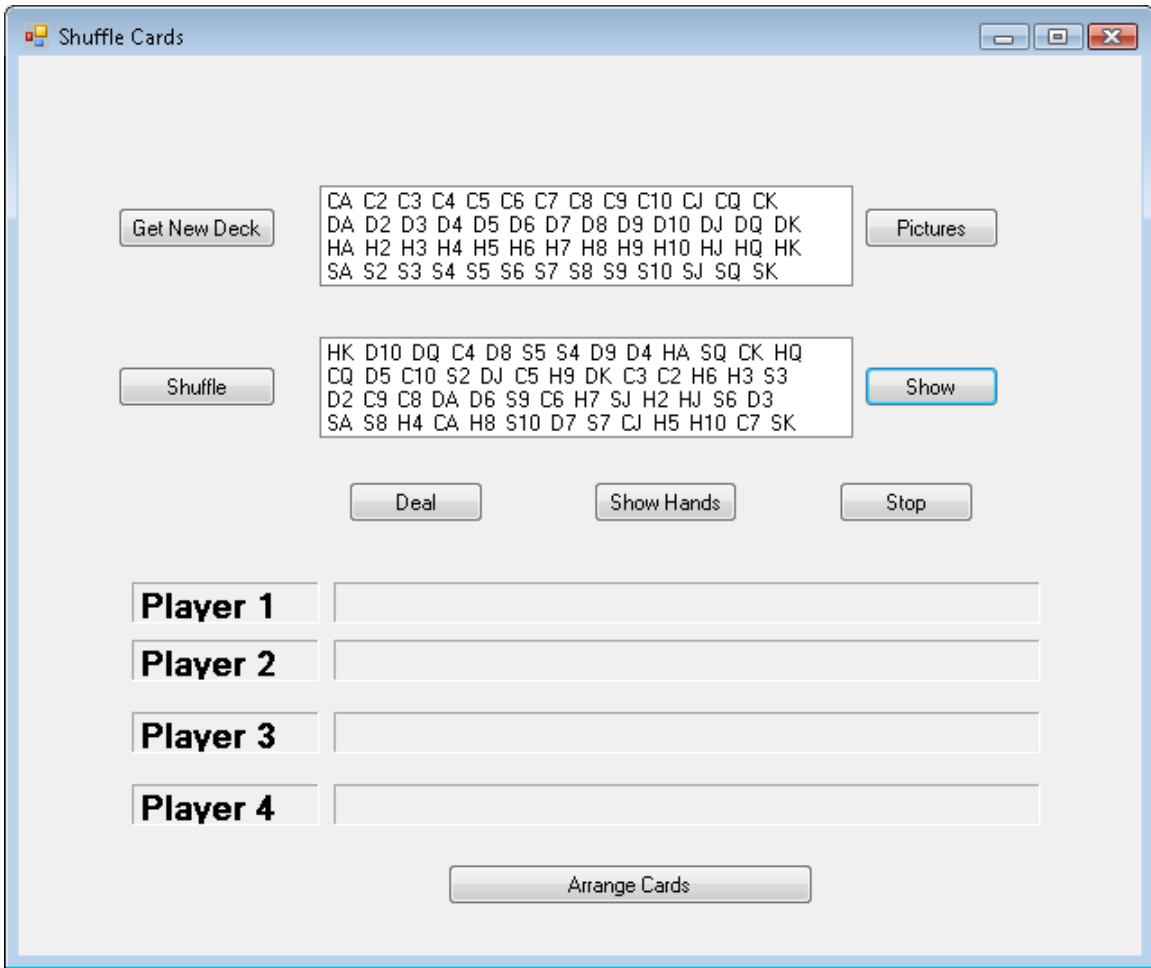 Shuffle Cards
Get New Deck
CA C2 C3 C4 C5 C6 C7 C8 C9 C10 CJ CQ CK
DA D2 D3 D4 D5 D6 D7 D8 D9 D10 DJ DQ DK
HA H2 H3 H4 H5 H6 H7 H8 H9 H10 HJ HQ HK
SA S2 S3 S4 S5 S6 S7 S8 S9 S10 SJ SQ SK
Pictures
Shuffle
HK D10 DQ C4 D8 S5 S4 D9 D4 HA SQ CK HQ
CQ D5 C10 S2 DJ C5 H9 DK C3 C2 H6 H3 S3
D2 C9 C8 DA D6 S9 C6 H7 SJ H2 HJ S6 D3
SA S8 H4 CA H8 S10 D7 S7 CJ H5 H10 C7 SK
Show
Deal
Show Hands
Stop
Player 1
Player 2
Player 3
Player 4
Arrange Cards